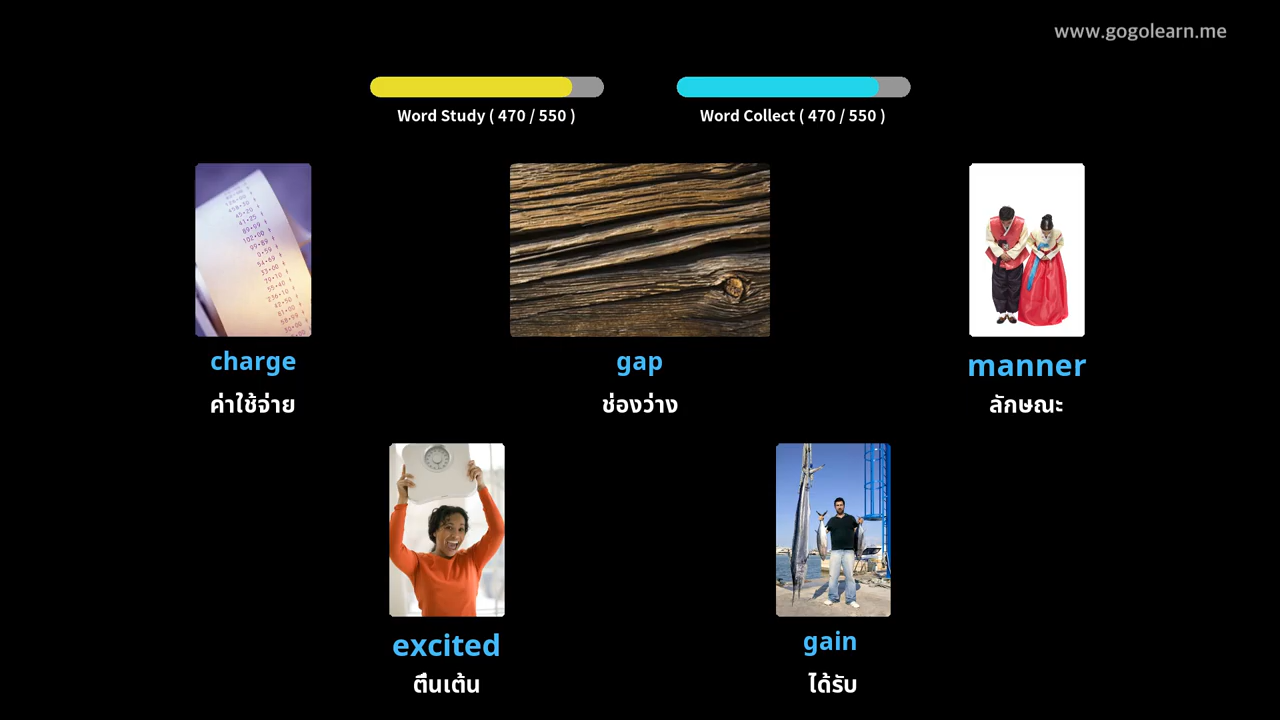 www.gogolearn.me
Word Study ( 470 / 550 )
Word Collect ( 470 / 550 )
charge
ค่าใช้จ่าย
gap
ช่องว่าง
manner
ลักษณะ
excited
ตื่นเต้น
gain
ได้รับ